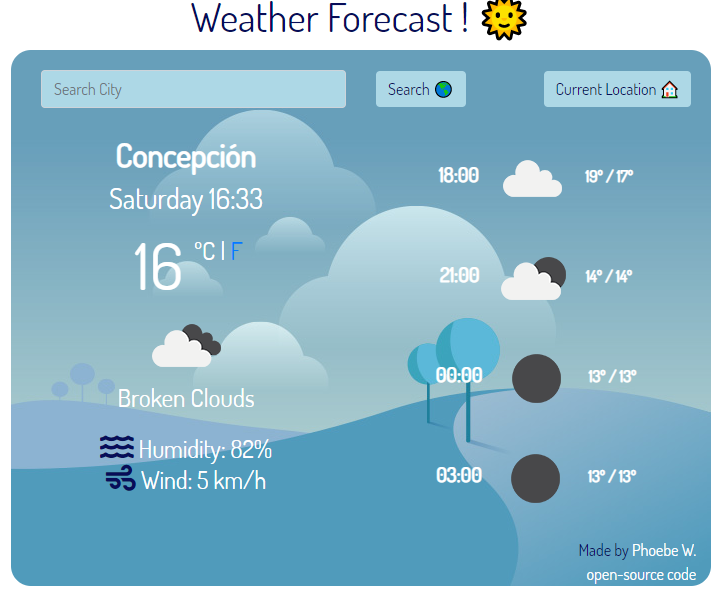 Weather Forecast !
Search City
Search
Current Location
Concepción
Saturday 16:33
16 °C | F
Broken Clouds
Humidity: 82%
Wind: 5 km/h
18:00 19° / 17°
21:00 14° / 14°
00:00 13° / 13°
03:00 13° / 13°
Made by Phoebe W.
open-source code